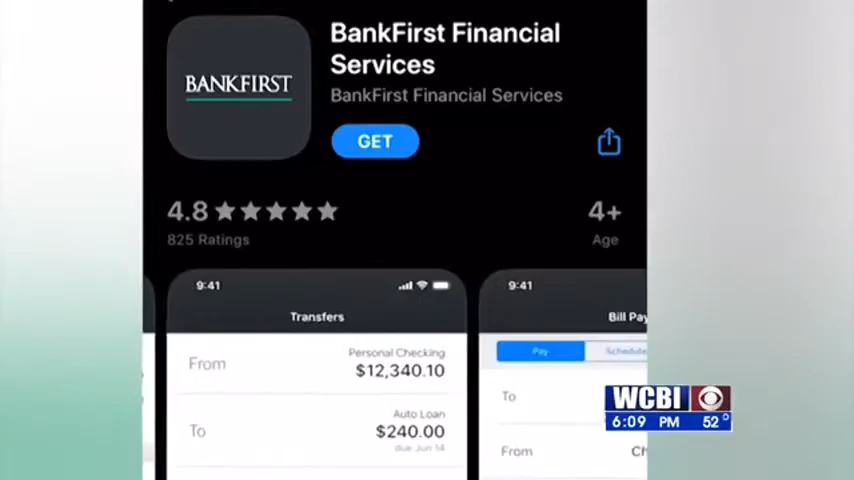 BankFirst Financial
Services
BankFirst Financial Services
BANKFIRST
GET
4.8
825 Ratings
4+
Age
9:41
Transfers
From
Personal Checking
$12,340.10
To
Auto Loan
$240.00
due Jun 14
9:41
Bill Pay
Pay
Schedule
To
From
Ch
WCBI
6:09 PM 52°